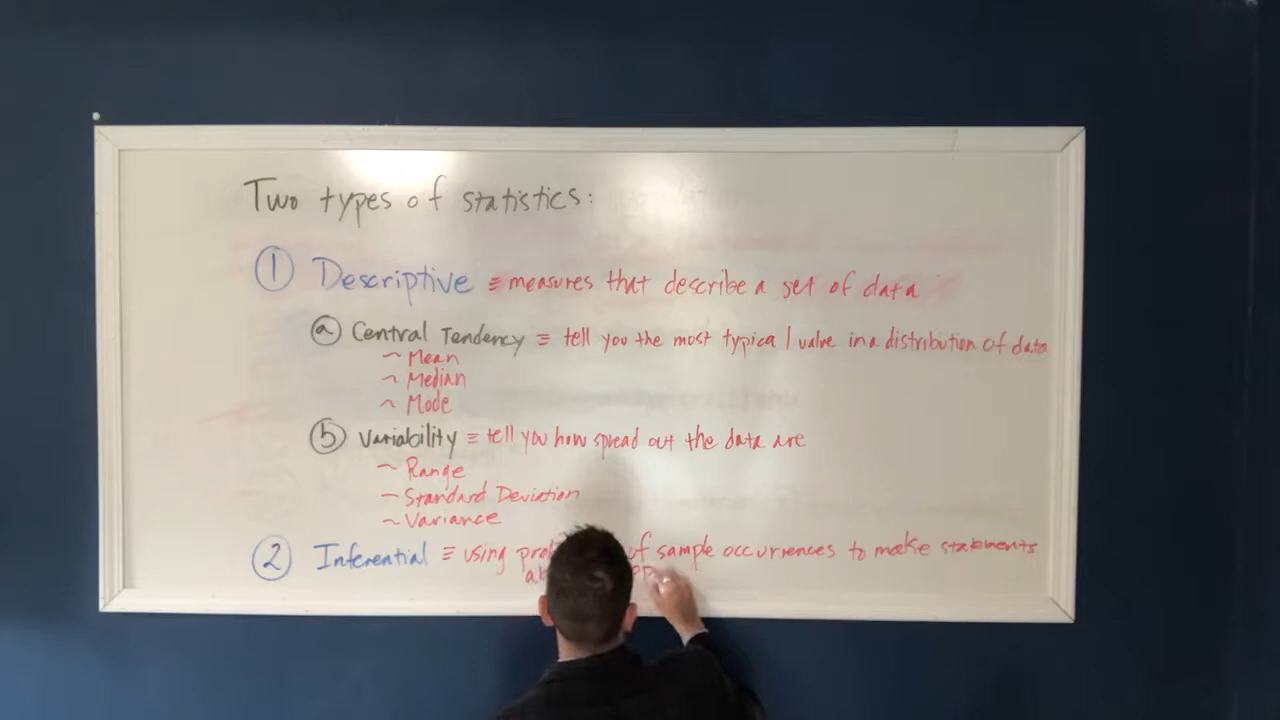 Two types of statistics:
① Descriptive ≡ measures that describe a set of data
ⓐ Central Tendency ≡ tell you the most typical value in a distribution of data
~ Mean
~ Median
~ Mode
ⓑ Variability ≡ tell you how spread out the data are
~ Range
~ Standard Deviation
~ Variance
② Inferential ≡ using of sample occurrences to make statements